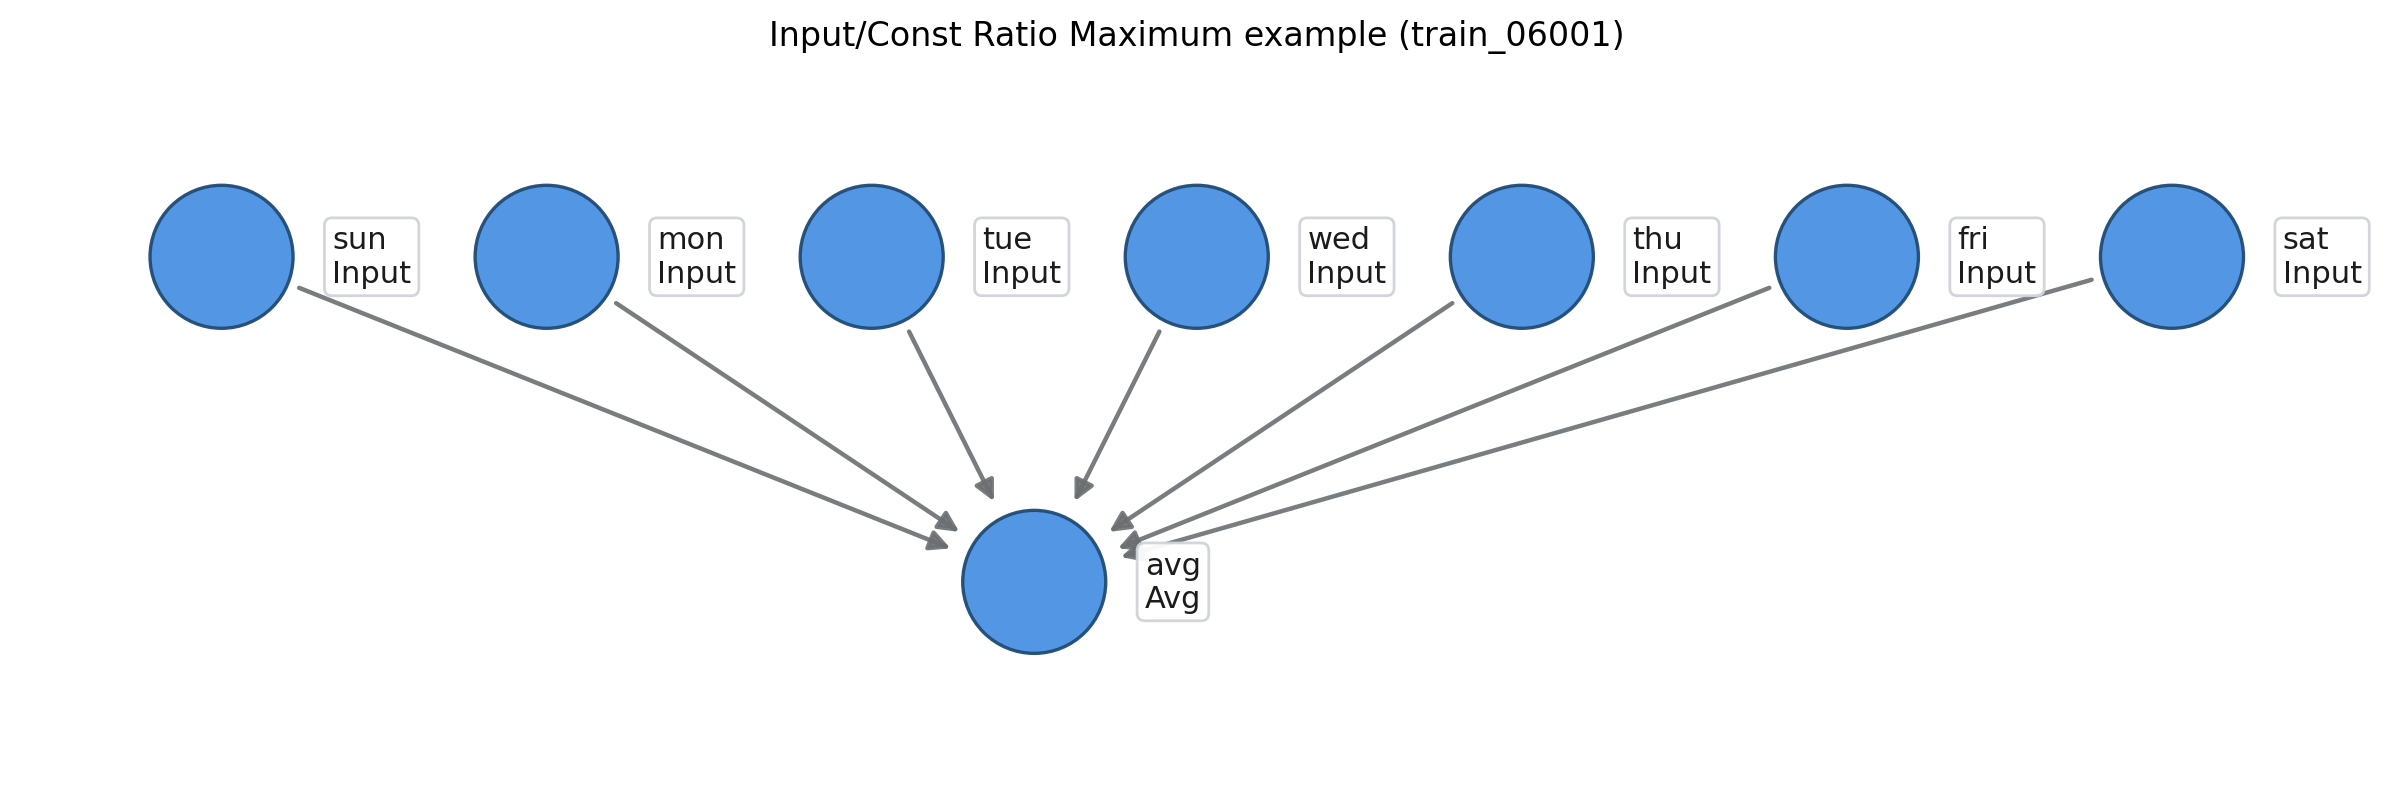 Input/Const Ratio Maximum example (train_06001)
sun
Input
mon
Input
tue
Input
wed
Input
thu
Input
fri
Input
sat
Input
avg
Avg